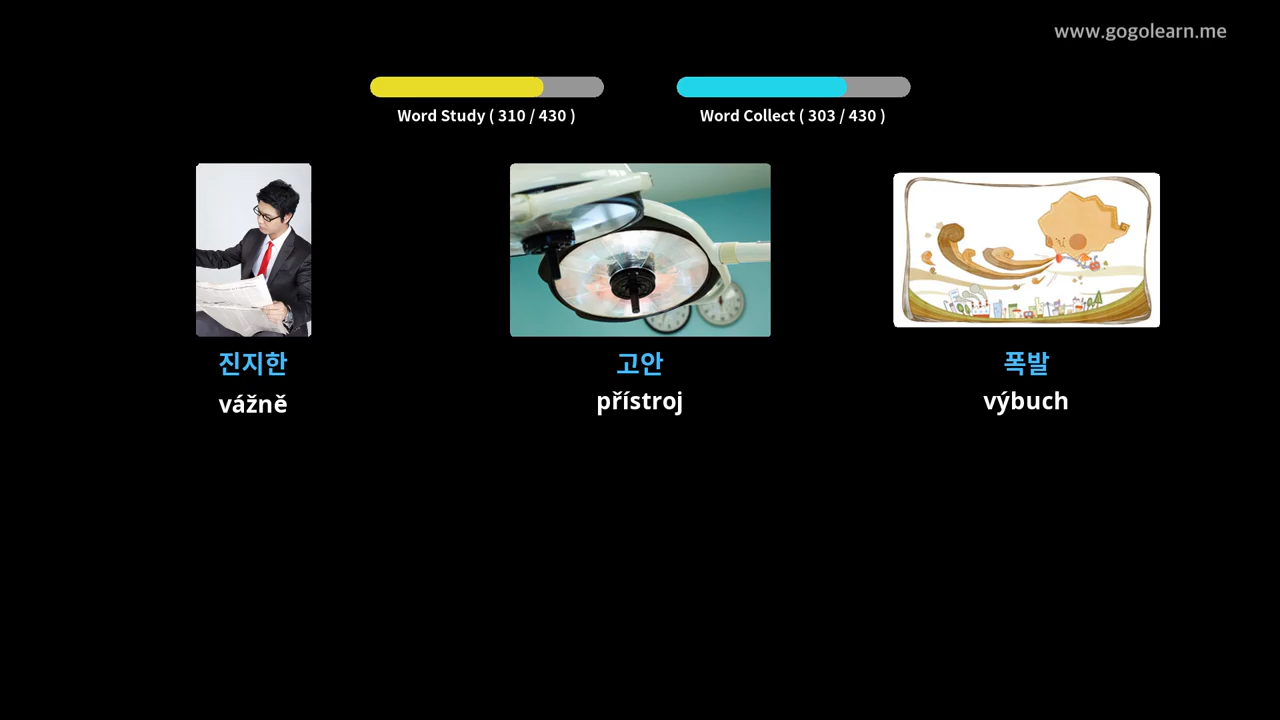 www.gogolearn.me
Word Study ( 310 / 430 )
Word Collect ( 303 / 430 )
진지한
고안
폭발
vážně
přístroj
výbuch